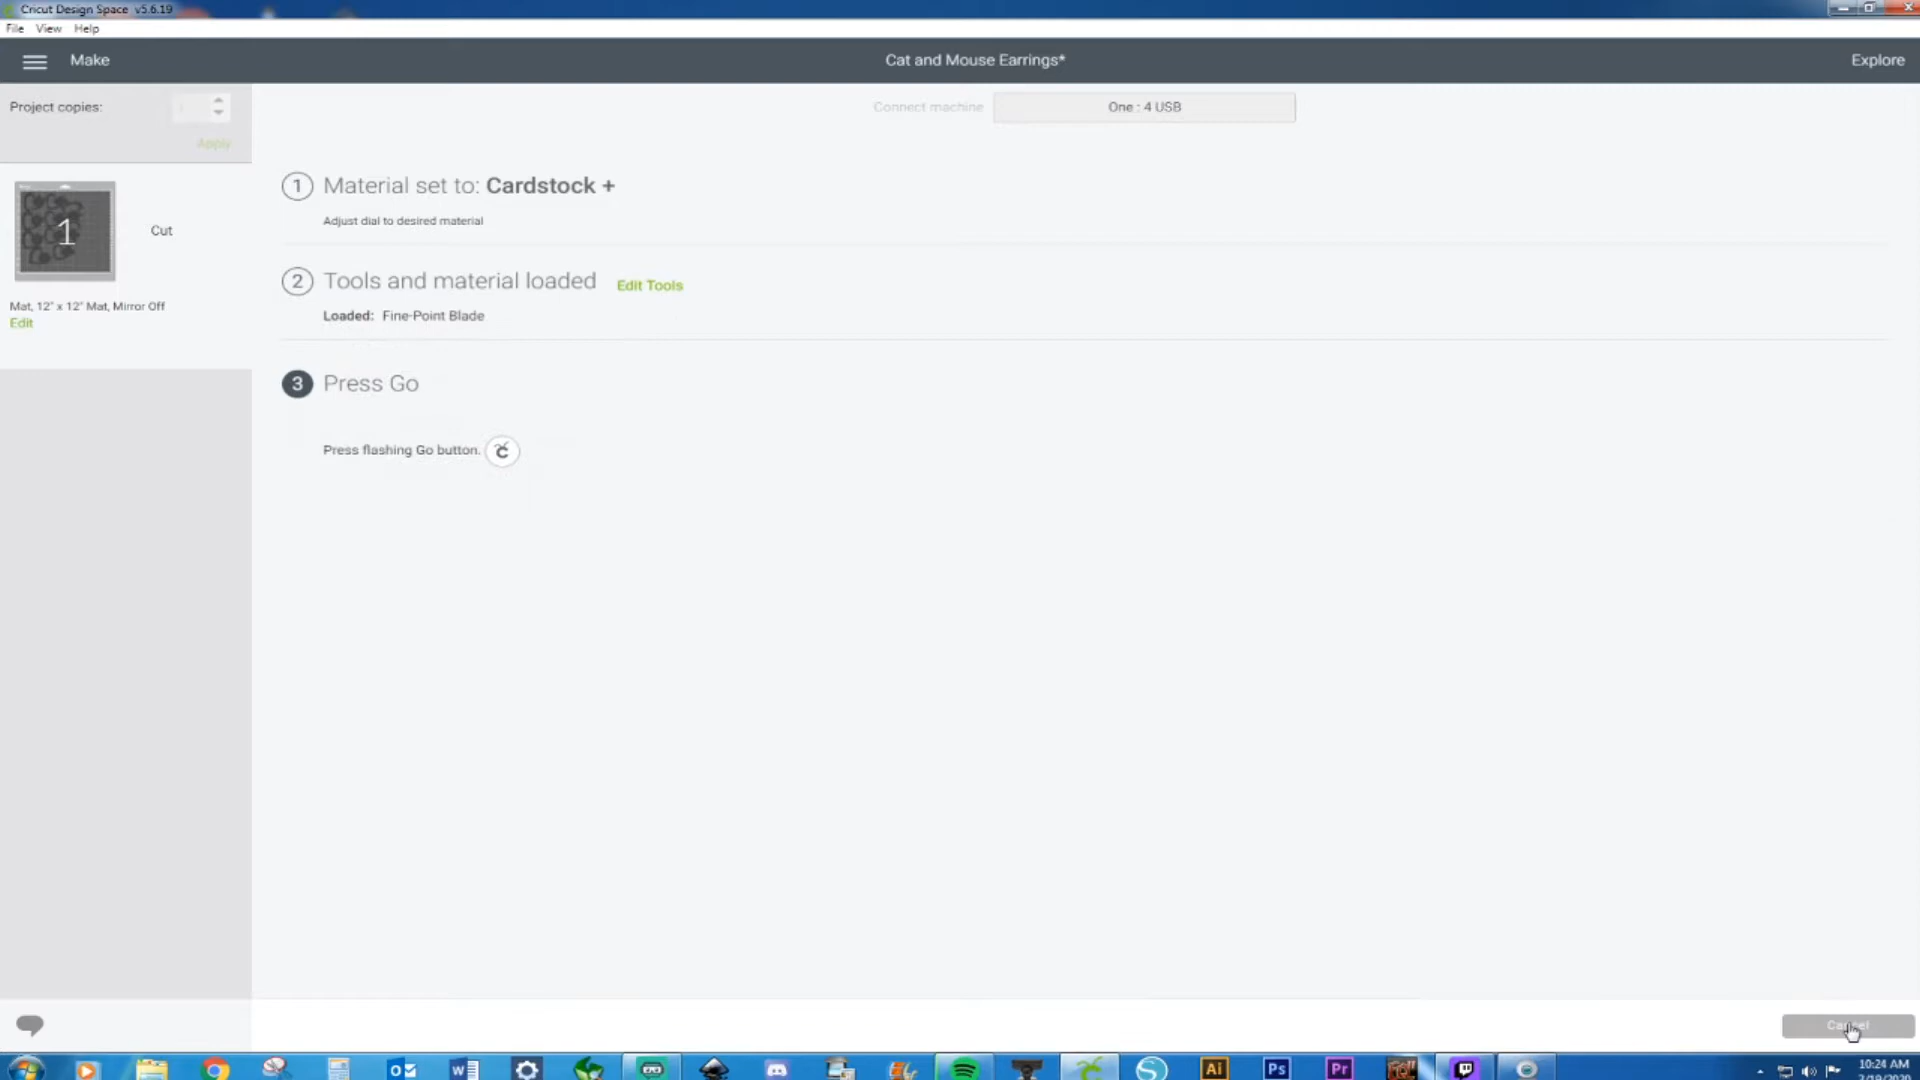 Cricut Design Space v5.6.19
File View Help
Make
Cat and Mouse Earrings*
Explore
Project copies:
Apply
Connect machine
One : 4 USB
1 Material set to: Cardstock +
Adjust dial to desired material
1
Cut
Mat, 12" x 12" Mat, Mirror Off
Edit
2 Tools and material loaded Edit Tools
Loaded: Fine-Point Blade
3 Press Go
Press flashing Go button.
Cancel
Ai
Ps
Pr
10:24 AM